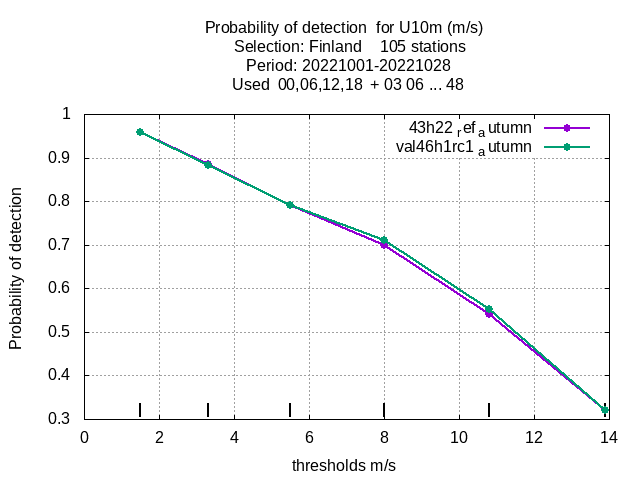 Probability of detection  for U10m (m/s)
Selection: Finland    105 stations
Period: 20221001-20221028
Used  00,06,12,18  + 03 06 ... 48
43h22 refautumn
val46h1rc1 autumn
Probability of detection
1
0.9
0.8
0.7
0.6
0.5
0.4
0.3
0 2 4 6 8 10 12 14
thresholds m/s